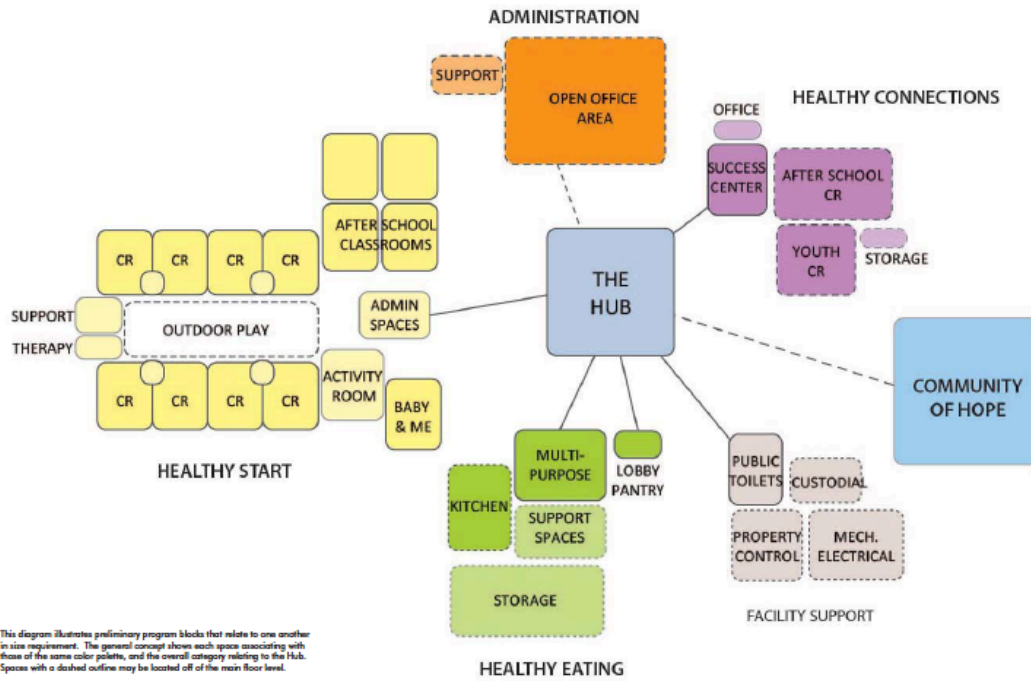 ADMINISTRATION
SUPPORT
OPEN OFFICE
AREA
HEALTHY CONNECTIONS
OFFICE
SUCCESS
CENTER
AFTER SCHOOL
CR
YOUTH
CR
STORAGE
AFTER SCHOOL
CLASSROOMS
CR
CR
CR
CR
SUPPORT
THERAPY
OUTDOOR PLAY
ADMIN
SPACES
CR
CR
CR
CR
ACTIVITY
ROOM
BABY
& ME
HEALTHY START
THE
HUB
COMMUNITY
OF HOPE
MULTI-
PURPOSE
LOBBY
PANTRY
KITCHEN
SUPPORT
SPACES
STORAGE
HEALTHY EATING
PUBLIC
TOILETS
CUSTODIAL
PROPERTY
CONTROL
MECH.
ELECTRICAL
FACILITY SUPPORT
This diagram illustrates preliminary program blocks that relate to one another
in size requirement. The general concept shows each space associating with
those of the same color palette, and the overall category relating to the Hub.
Spaces with a dashed outline may be located off of the main floor level.